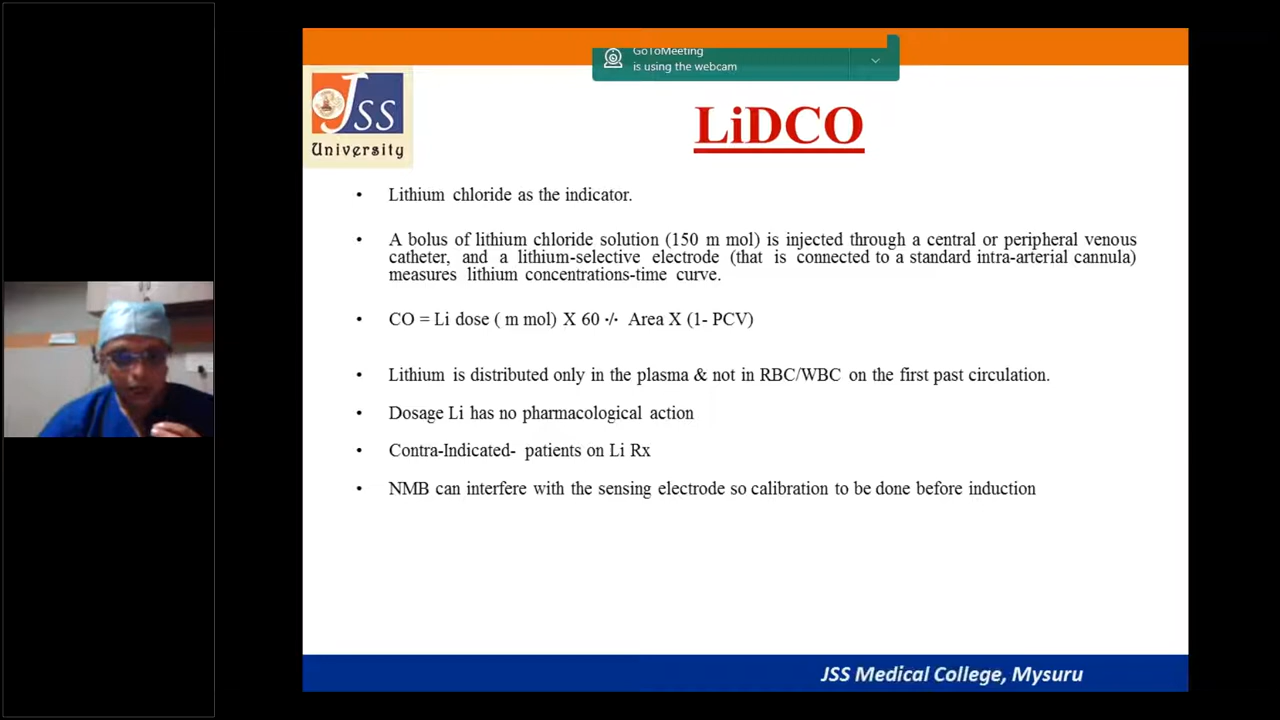 GoToMeeting
is using the webcam
JSS
University
LiDCO
• Lithium chloride as the indicator.
• A bolus of lithium chloride solution (150 m mol) is injected through a central or peripheral venous
catheter, and a lithium-selective electrode (that is connected to a standard intra-arterial cannula)
measures lithium concentrations-time curve.
• CO = Li dose ( m mol) X 60 ·/· Area X (1- PCV)
• Lithium is distributed only in the plasma & not in RBC/WBC on the first past circulation.
• Dosage Li has no pharmacological action
• Contra-Indicated- patients on Li Rx
• NMB can interfere with the sensing electrode so calibration to be done before induction
JSS Medical College, Mysuru